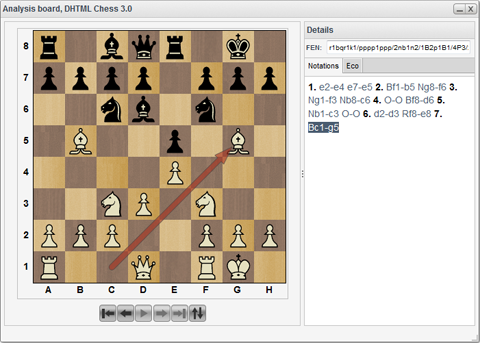 Analysis board, DHTML Chess 3.0
8
7
6
5
4
3
2
1
A B C D E F G H
Details
FEN: r1bqr1k1/pppp1ppp/2nb1n2/1B2p1B1/4P3/
Notations Eco
1. e2-e4 e7-e5 2. Bf1-b5 Ng8-f6 3.
Ng1-f3 Nb8-c6 4. O-O Bf8-d6 5.
Nb1-c3 O-O 6. d2-d3 Rf8-e8 7.
Bc1-g5